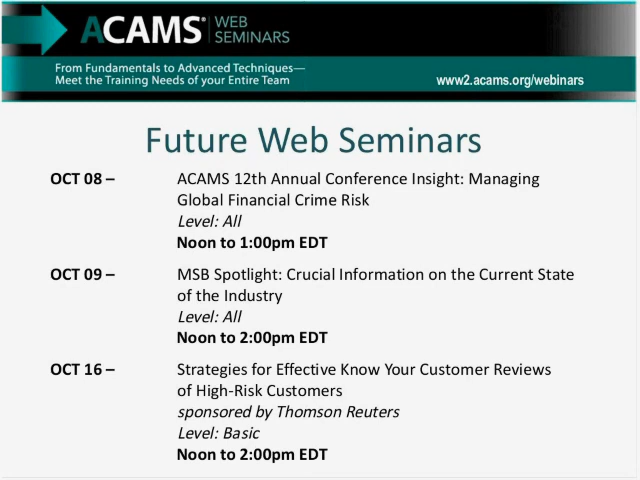 ACAMS® WEB SEMINARS
From Fundamentals to Advanced Techniques—
Meet the Training Needs of your Entire Team
www2.acams.org/webinars
Future Web Seminars
OCT 08 – ACAMS 12th Annual Conference Insight: Managing
Global Financial Crime Risk
Level: All
Noon to 1:00pm EDT
OCT 09 – MSB Spotlight: Crucial Information on the Current State
of the Industry
Level: All
Noon to 2:00pm EDT
OCT 16 – Strategies for Effective Know Your Customer Reviews
of High-Risk Customers
sponsored by Thomson Reuters
Level: Basic
Noon to 2:00pm EDT